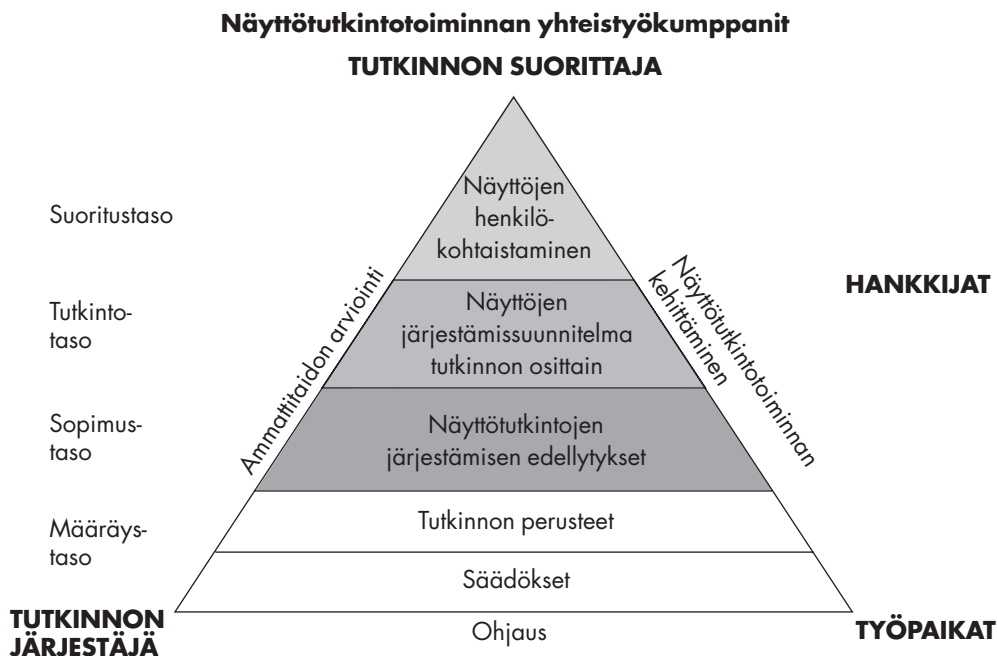 Näyttötutkintotoiminnan yhteistyökumppanit
TUTKINNON SUORITTAJA
Suoritustaso
Näyttöjen
henkilö-
kohtaistaminen
Ammattitaidon arviointi
Näyttötutkintotoiminnan
kehittäminen
HANKKIJAT
Tutkinto-
taso
Näyttöjen
järjestämissuunnitelma
tutkinnon osittain
Sopimus-
taso
Näyttötutkintojen
järjestämisen edellytykset
Määräys-
taso
Tutkinnon perusteet
Säädökset
TUTKINNON
JÄRJESTÄJÄ
Ohjaus
TYÖPAIKAT